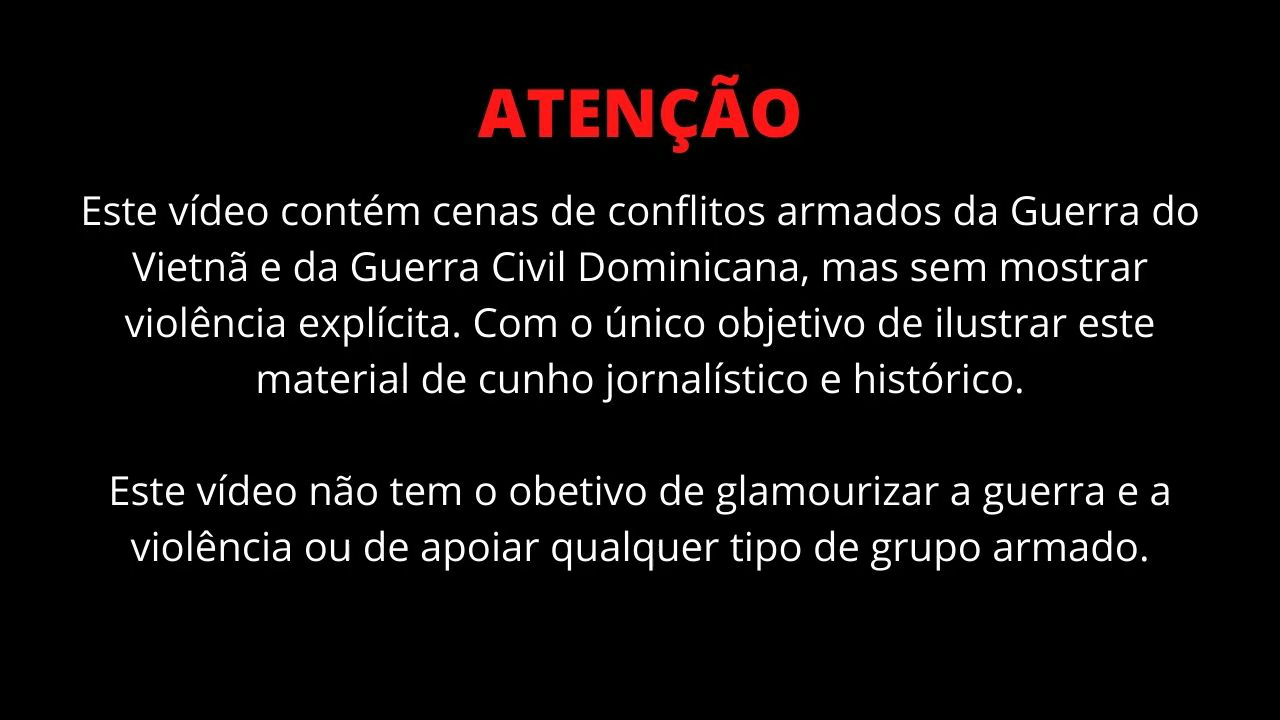 ATENÇÃO
Este vídeo contém cenas de conflitos armados da Guerra do
Vietnã e da Guerra Civil Dominicana, mas sem mostrar
violência explícita. Com o único objetivo de ilustrar este
material de cunho jornalístico e histórico.
Este vídeo não tem o obetivo de glamourizar a guerra e a
violência ou de apoiar qualquer tipo de grupo armado.